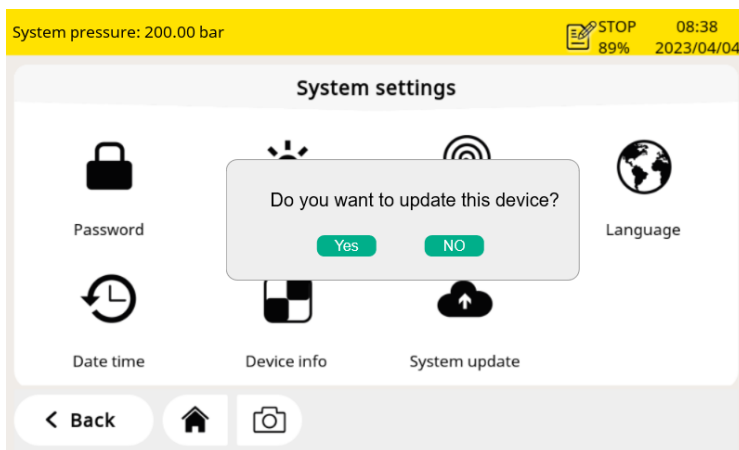 System pressure: 200.00 bar
STOP
89%
08:38
2023/04/04
System settings
Do you want to update this device?
Yes
NO
Password
Language
Date time
Device info
System update
< Back